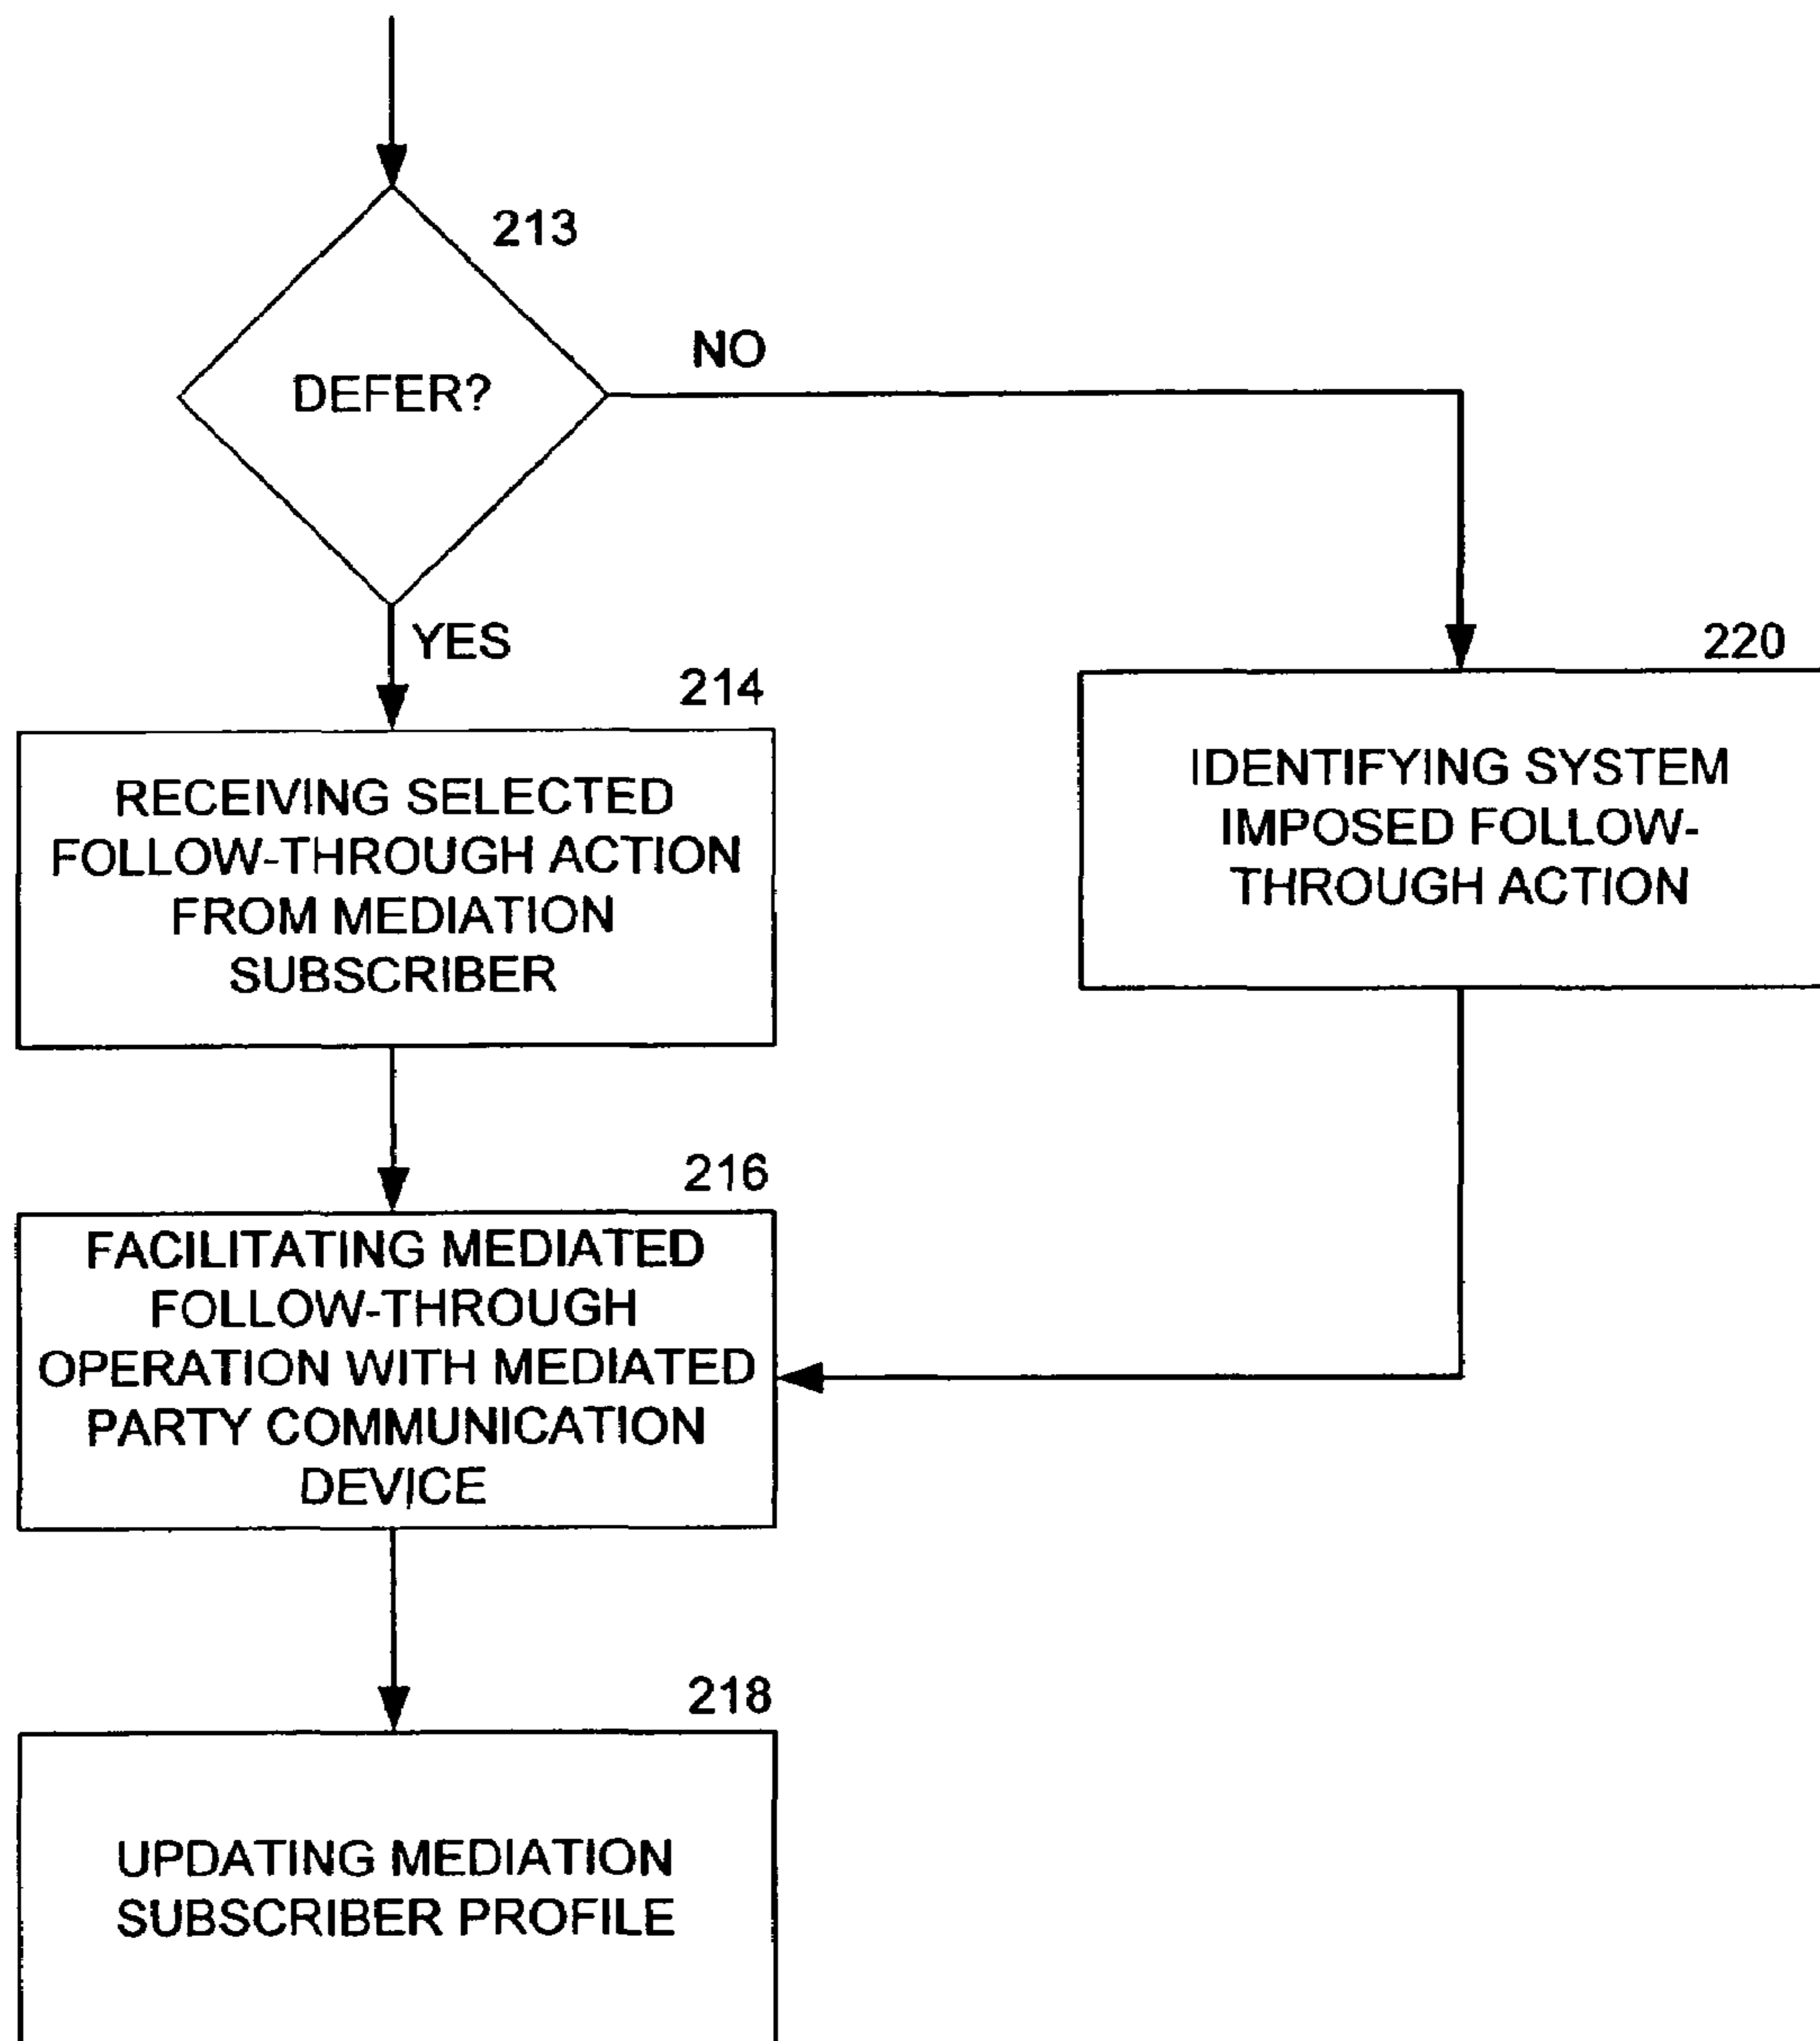 213
DEFER?
NO
YES
214
RECEIVING SELECTED
FOLLOW-THROUGH ACTION
FROM MEDIATION
SUBSCRIBER
220
IDENTIFYING SYSTEM
IMPOSED FOLLOW-
THROUGH ACTION
216
FACILITATING MEDIATED
FOLLOW-THROUGH
OPERATION WITH MEDIATED
PARTY COMMUNICATION
DEVICE
218
UPDATING MEDIATION
SUBSCRIBER PROFILE